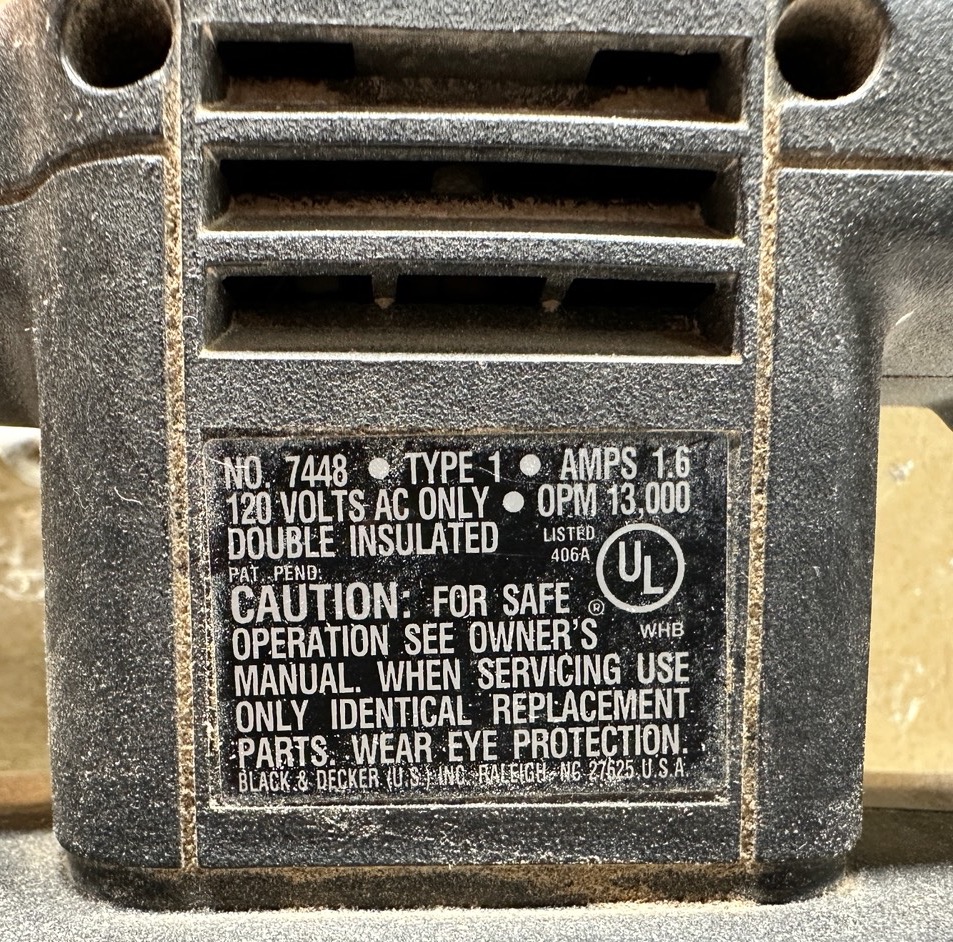 NO. 7448 • TYPE 1 • AMPS 1.6
120 VOLTS AC ONLY • OPM 13,000
DOUBLE INSULATED
LISTED
406A
UL
®
PAT. PEND.
CAUTION: FOR SAFE
OPERATION SEE OWNER'S
WHB
MANUAL. WHEN SERVICING USE
ONLY IDENTICAL REPLACEMENT
PARTS. WEAR EYE PROTECTION.
BLACK & DECKER (U.S.) INC. RALEIGH, NC 27625 U.S.A.